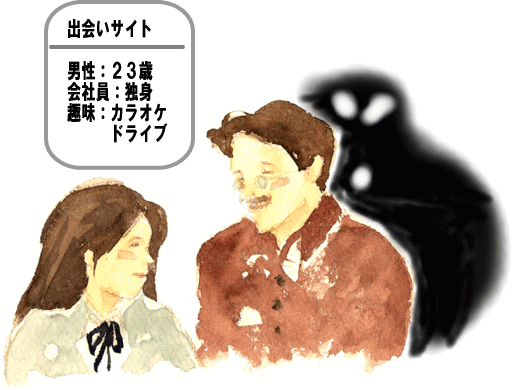 出会いサイト
男性：２３歳
会社員：独身
趣味：カラオケ
ドライブ